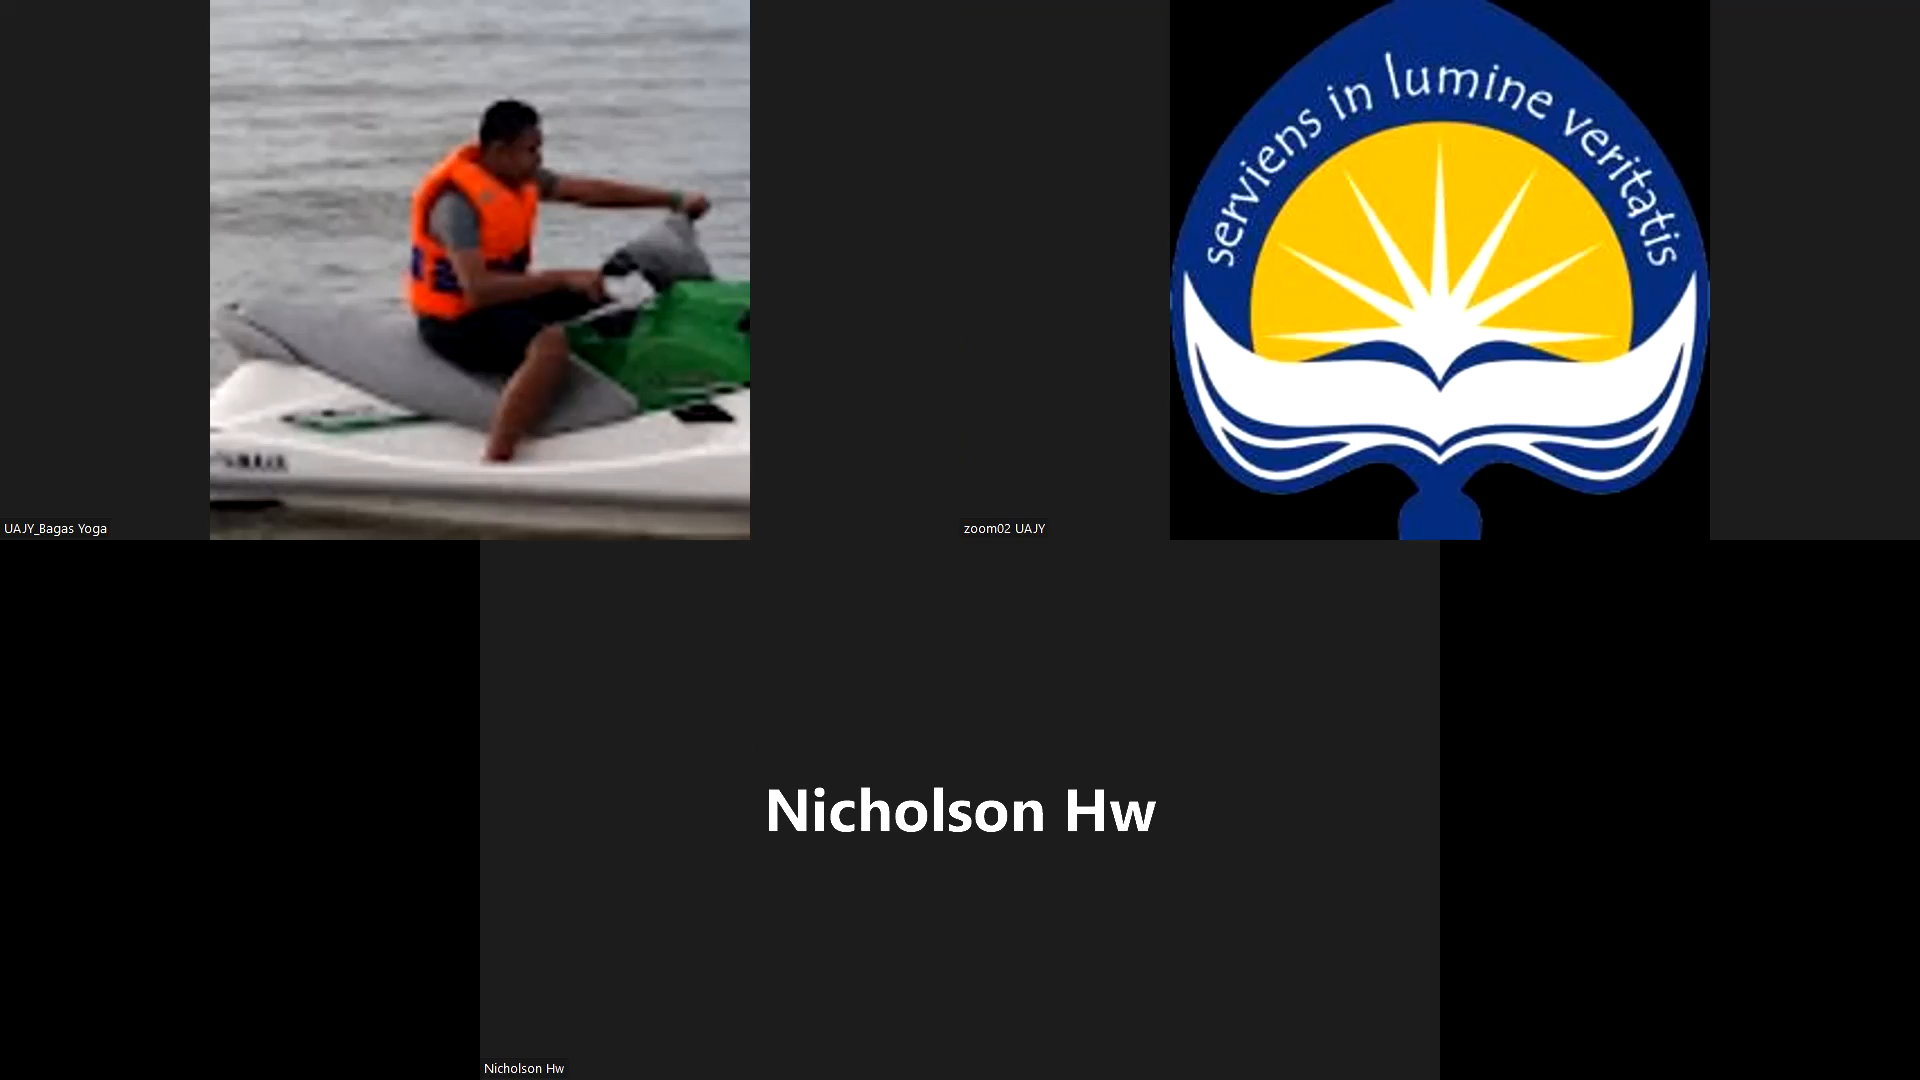 serviens in lumine veritatis
UAJY_Bagas Yoga
zoom02 UAJY
Nicholson Hw
Nicholson Hw